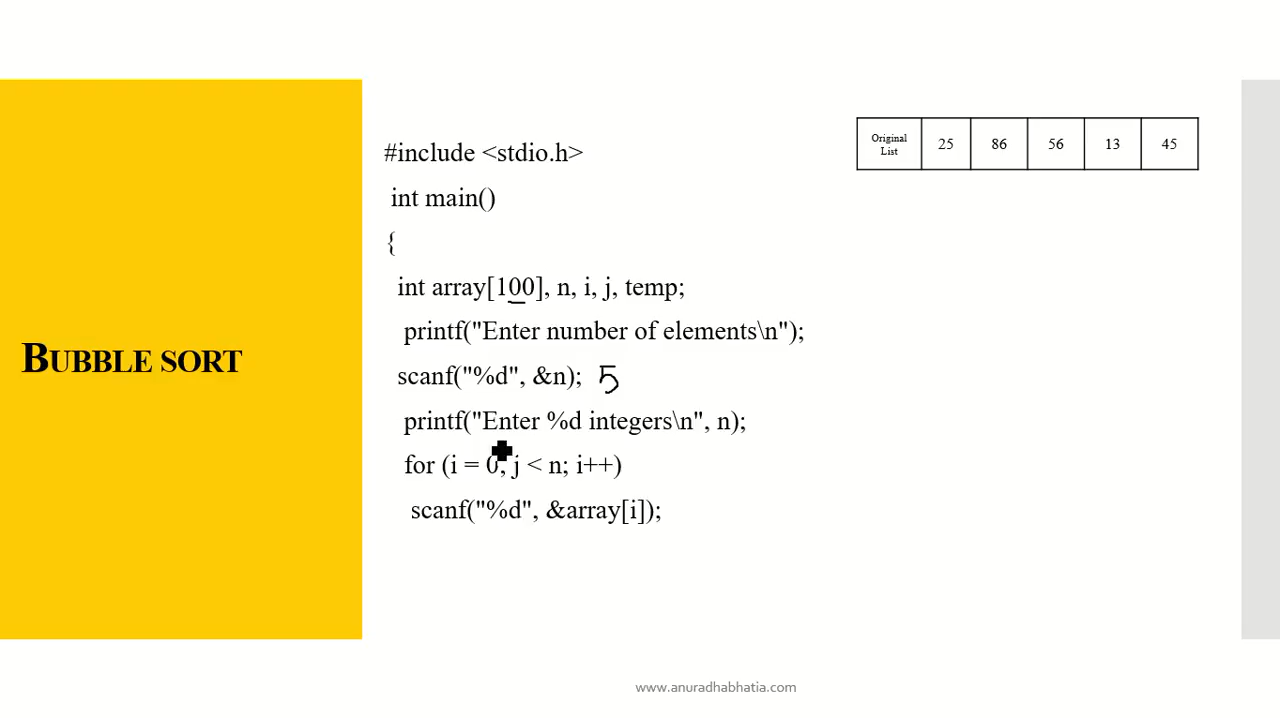 BUBBLE SORT
#include <stdio.h>
int main()
{
int array[100], n, i, j, temp;
printf("Enter number of elements\n");
scanf("%d", &n); 5
printf("Enter %d integers\n", n);
for (i = 0; j < n; i++)
scanf("%d", &array[i]);
Original List 25 86 56 13 45
www.anuradhabhatia.com